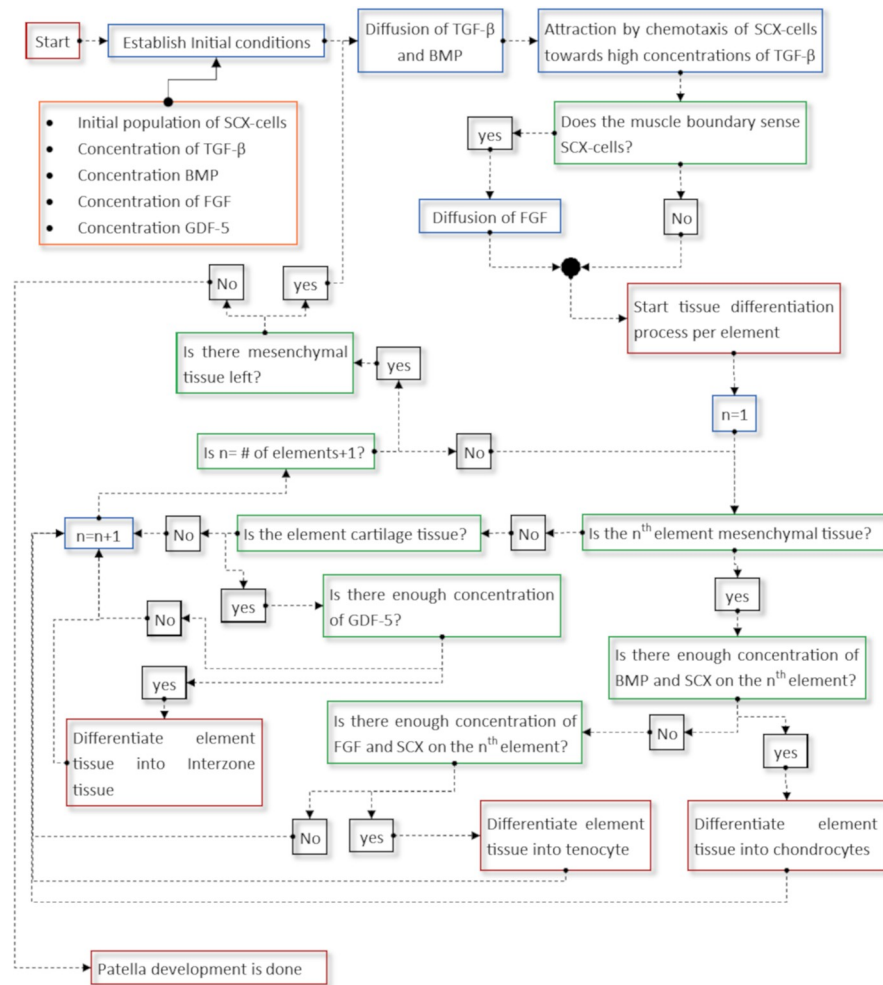 Start
Establish Initial conditions
Diffusion of TGF-β
and BMP
Attraction by chemotaxis of SCX-cells
towards high concentrations of TGF-β
• Initial population of SCX-cells
• Concentration of TGF-β
• Concentration BMP
• Concentration of FGF
• Concentration GDF-5
yes
Does the muscle boundary sense
SCX-cells?
Diffusion of FGF
No
No
yes
Start tissue differentiation
process per element
Is there mesenchymal
tissue left?
yes
n=1
Is n= # of elements+1?
No
n=n+1
No
Is the element cartilage tissue?
No
Is the nth element mesenchymal tissue?
yes
Is there enough concentration
of GDF-5?
yes
No
Is there enough concentration of
BMP and SCX on the nth element?
yes
Differentiate element
tissue into Interzone
tissue
Is there enough concentration of
FGF and SCX on the nth element?
No
yes
No
yes
Differentiate element
tissue into tenocyte
Differentiate element
tissue into chondrocytes
Patella development is done